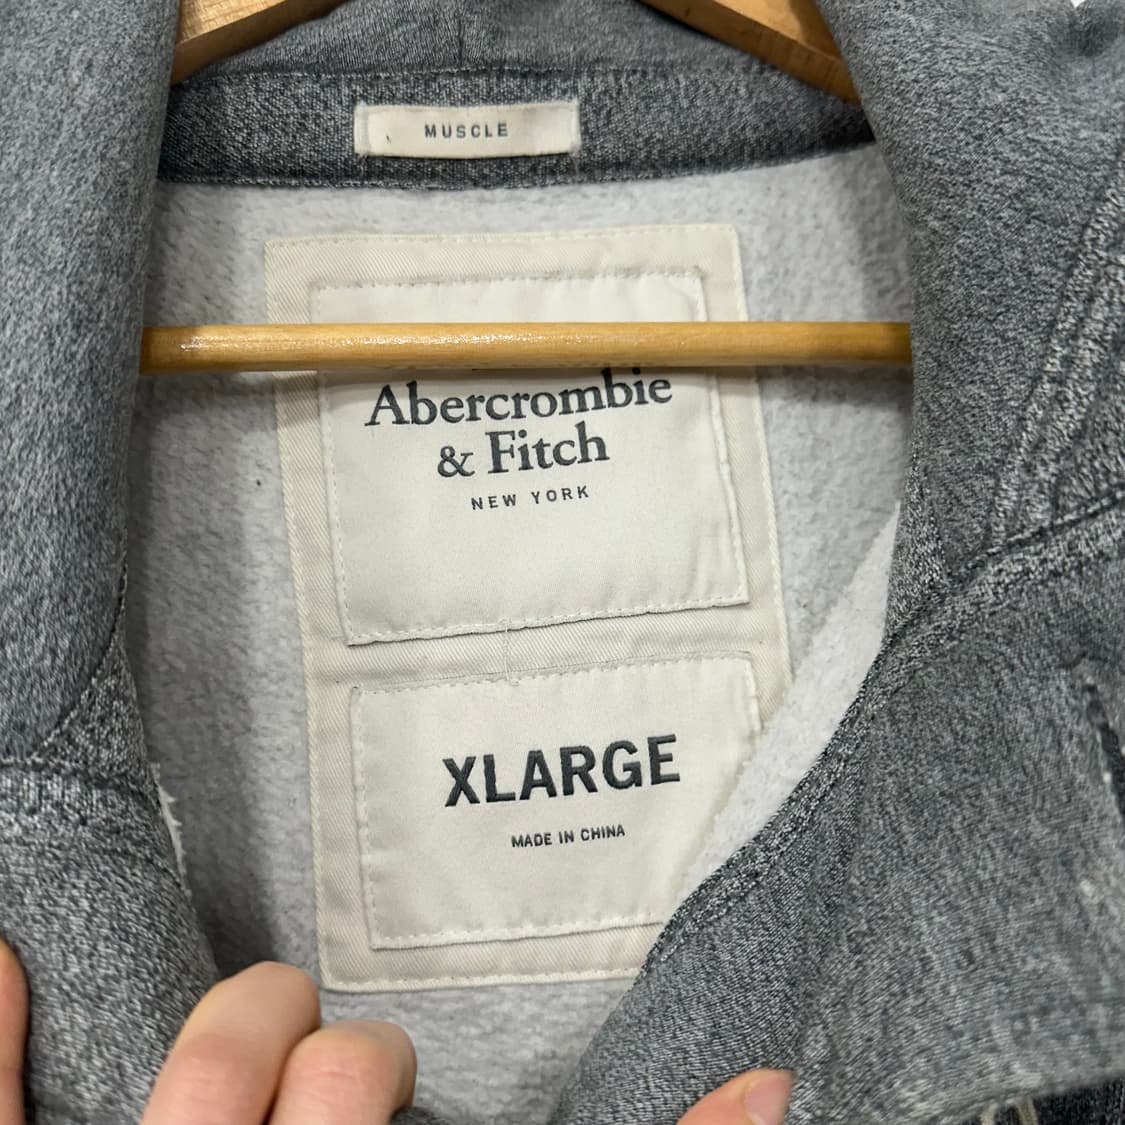 MUSCLE
Abercrombie
& Fitch
NEW YORK
XLARGE
MADE IN CHINA